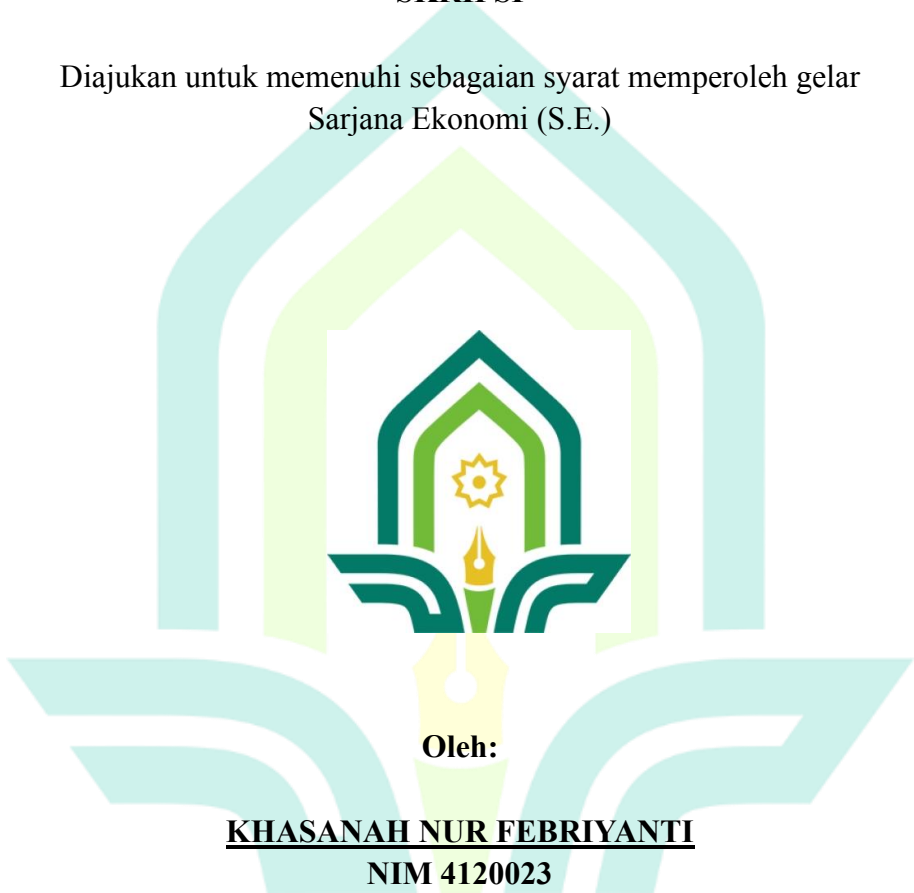 Diajukan untuk memenuhi sebagaian syarat memperoleh gelar
Sarjana Ekonomi (S.E.)
Oleh:
KHASANAH NUR FEBRIYANTI
NIM 4120023